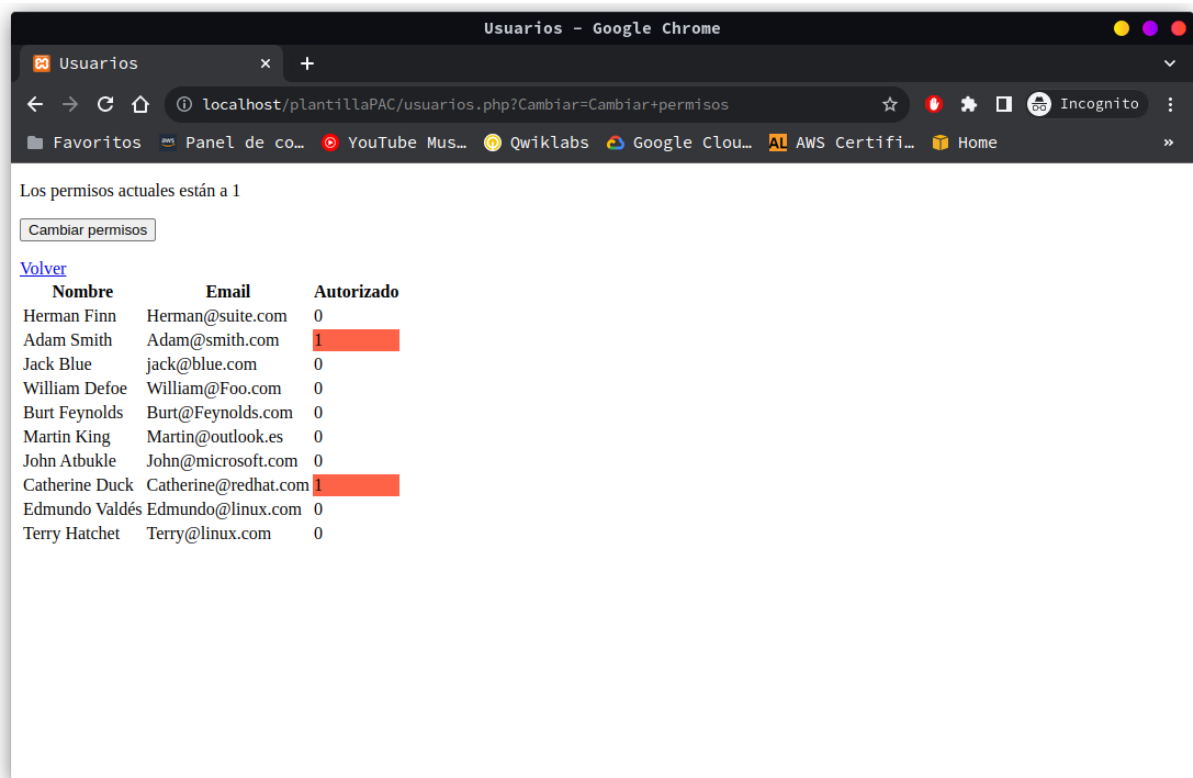 Usuarios - Google Chrome
Usuarios × +
localhost/plantillaPAC/usuarios.php?Cambiar=Cambiar+permisos Incognito
Favoritos aws Panel de co… YouTube Mus… Qwiklabs Google Clou… AL AWS Certifi… Home »
Los permisos actuales están a 1
Cambiar permisos
Volver
Nombre Email Autorizado
Herman Finn Herman@suite.com 0
Adam Smith Adam@smith.com 1
Jack Blue jack@blue.com 0
William Defoe William@Foo.com 0
Burt Feynolds Burt@Feynolds.com 0
Martin King Martin@outlook.es 0
John Atbukle John@microsoft.com 0
Catherine Duck Catherine@redhat.com 1
Edmundo Valdés Edmundo@linux.com 0
Terry Hatchet Terry@linux.com 0